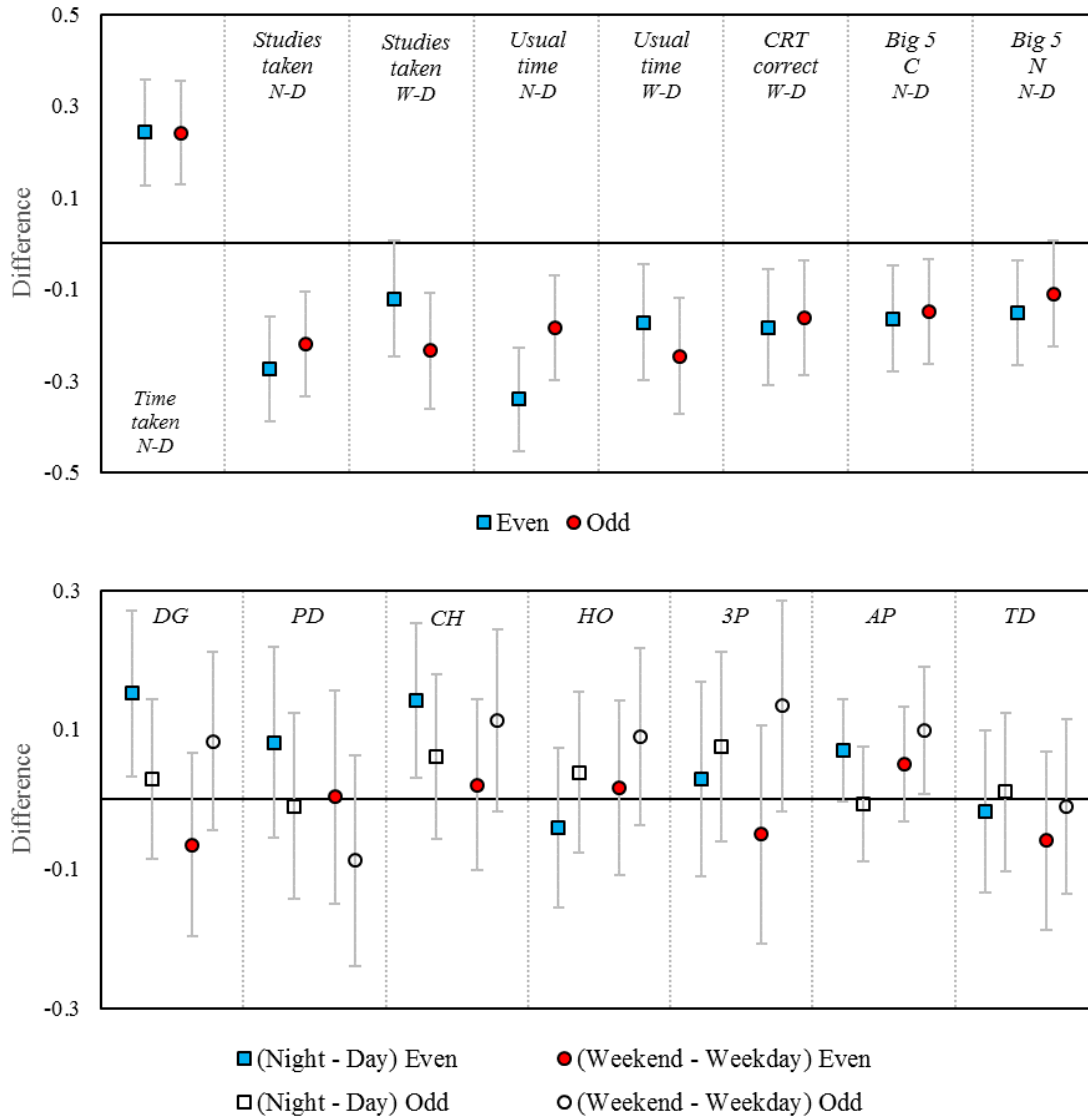 0.5
Studies
taken
N-D
Studies
taken
W-D
Usual
time
N-D
Usual
time
W-D
CRT
correct
W-D
Big 5
C
N-D
Big 5
N
N-D
0.3
0.1
Difference
-0.1
-0.3
Time
taken
N-D
-0.5
Even Odd
0.3
DG PD CH HO 3P AP TD
0.1
Difference
-0.1
-0.3
(Night - Day) Even (Weekend - Weekday) Even
(Night - Day) Odd (Weekend - Weekday) Odd